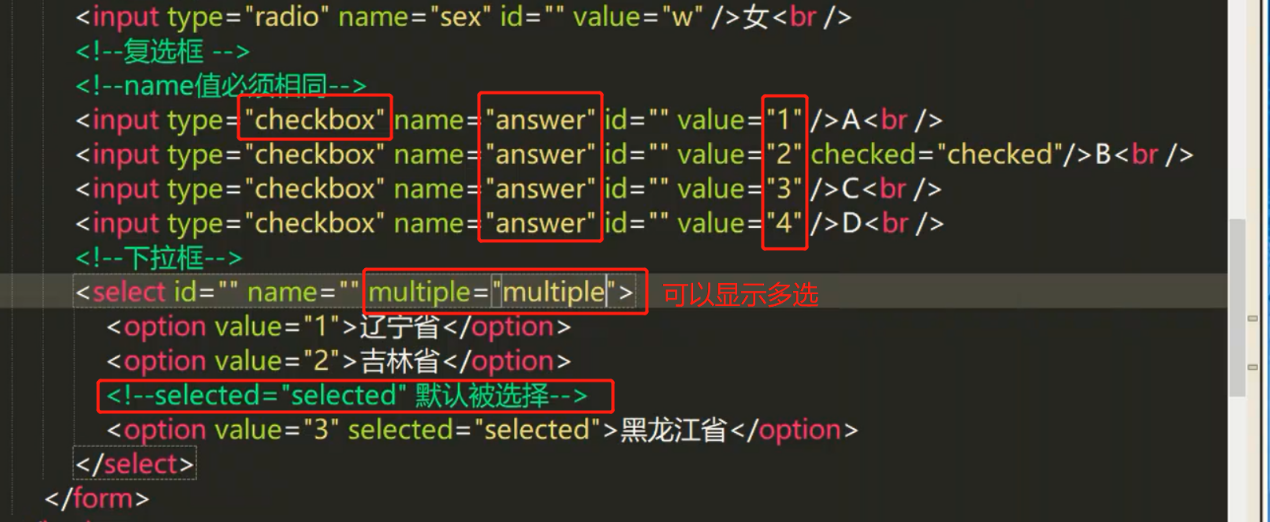 <input type="radio" name="sex" id="" value="w" />女<br />
<!--复选框 -->
<!--name值必须相同-->
<input type="checkbox" name="answer" id="" value="1" />A<br />
<input type="checkbox" name="answer" id="" value="2" checked="checked"/>B<br />
<input type="checkbox" name="answer" id="" value="3" />C<br />
<input type="checkbox" name="answer" id="" value="4" />D<br />
<!--下拉框-->
<select id="" name="" multiple="multiple"> 可以显示多选
<option value="1">辽宁省</option>
<option value="2">吉林省</option>
<!--selected="selected" 默认被选择-->
<option value="3" selected="selected">黑龙江省</option>
</select>
</form>